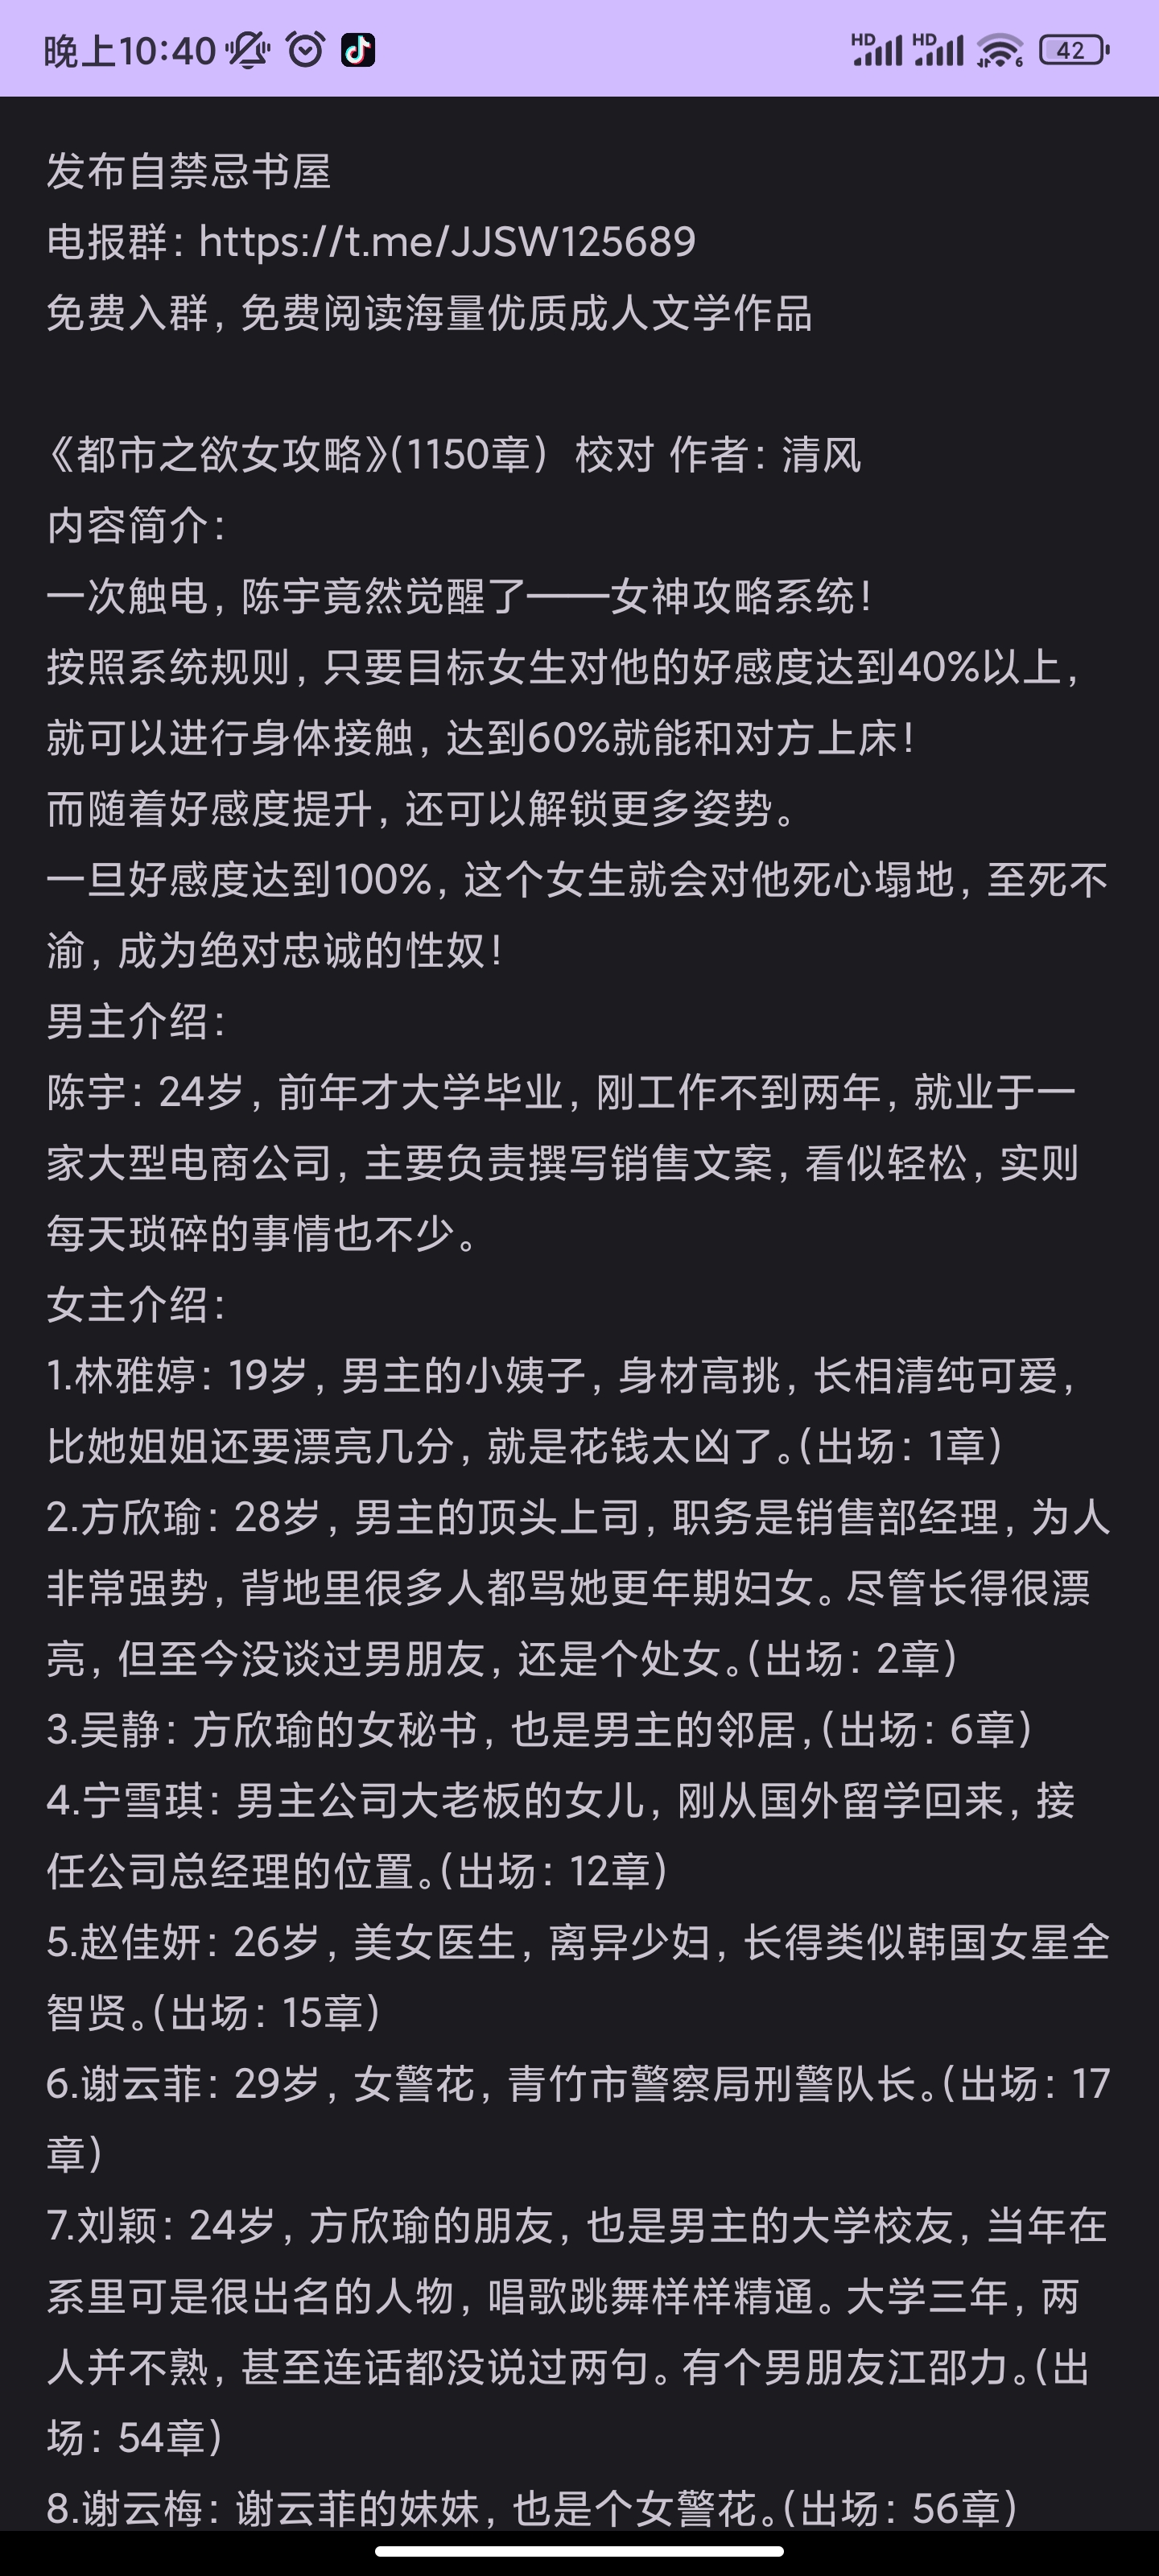 晚上10:40
HD HD 6 42
发布自禁忌书屋
电报群：https://t.me/JJSW125689
免费入群，免费阅读海量优质成人文学作品
《都市之欲女攻略》（1150章） 校对 作者：清风
内容简介：
一次触电，陈宇竟然觉醒了——女神攻略系统！
按照系统规则，只要目标女生对他的好感度达到40%以上，
就可以进行身体接触，达到60%就能和对方上床！
而随着好感度提升，还可以解锁更多姿势。
一旦好感度达到100%，这个女生就会对他死心塌地，至死不
渝，成为绝对忠诚的性奴！
男主介绍：
陈宇：24岁，前年才大学毕业，刚工作不到两年，就业于一
家大型电商公司，主要负责撰写销售文案，看似轻松，实则
每天琐碎的事情也不少。
女主介绍：
1.林雅婷：19岁，男主的小姨子，身材高挑，长相清纯可爱，
比她姐姐还要漂亮几分，就是花钱太凶了。（出场：1章）
2.方欣瑜：28岁，男主的顶头上司，职务是销售部经理，为人
非常强势，背地里很多人都骂她更年期妇女。尽管长得很漂
亮，但至今没谈过男朋友，还是个处女。（出场：2章）
3.吴静：方欣瑜的女秘书，也是男主的邻居，（出场：6章）
4.宁雪琪：男主公司大老板的女儿，刚从国外留学回来，接
任公司总经理的位置。（出场：12章）
5.赵佳妍：26岁，美女医生，离异少妇，长得类似韩国女星全
智贤。（出场：15章）
6.谢云菲：29岁，女警花，青竹市警察局刑警队长。（出场：17
章）
7.刘颖：24岁，方欣瑜的朋友，也是男主的大学校友，当年在
系里可是很出名的人物，唱歌跳舞样样精通。大学三年，两
人并不熟，甚至连话都没说过两句。有个男朋友江邵力。（出
场：54章）
8.谢云梅：谢云菲的妹妹，也是个女警花。（出场：56章）